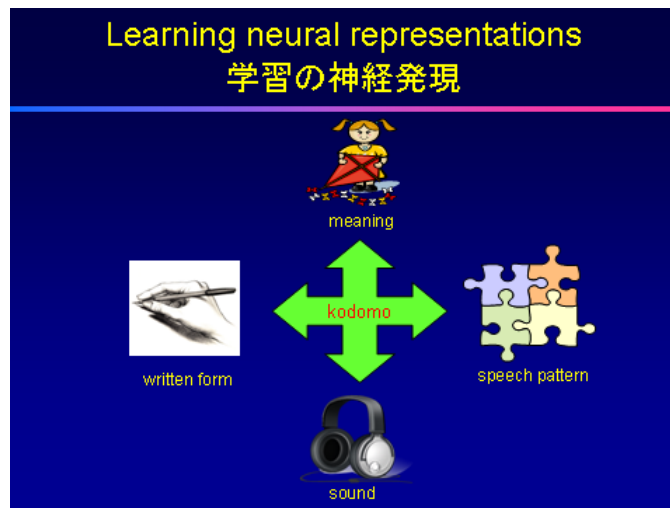 Learning neural representations
学習の神経発現
meaning
kodomo
written form
speech pattern
sound